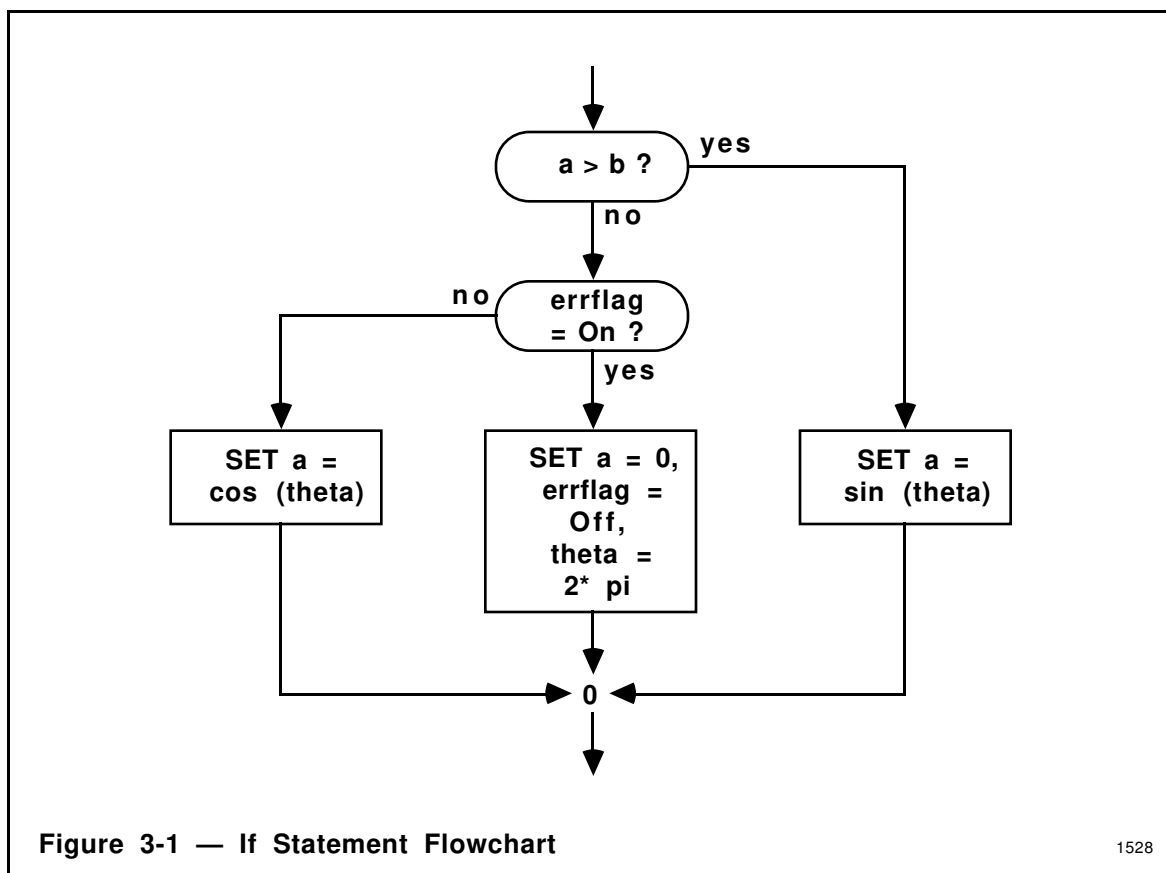 a > b ?
yes
no
no
errflag
= On ?
yes
SET a =
cos (theta)
SET a = 0,
errflag =
Off,
theta =
2* pi
SET a =
sin (theta)
0
Figure 3-1 — If Statement Flowchart
1528